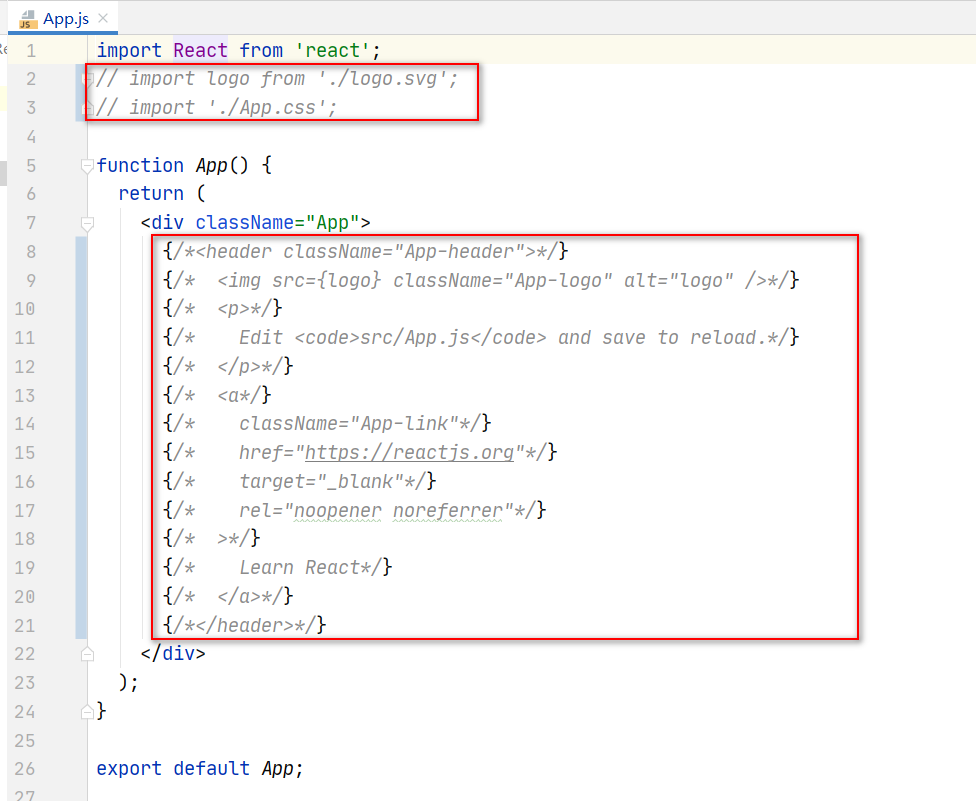 App.js
1 import React from 'react';
2 // import logo from './logo.svg';
3 // import './App.css';
4
5 function App() {
6   return (
7     <div className="App">
8       {/*<header className="App-header">*/}
9       {/*  <img src={logo} className="App-logo" alt="logo" />*/}
10       {/*  <p>*/}
11       {/*    Edit <code>src/App.js</code> and save to reload.*/}
12       {/*  </p>*/}
13       {/*  <a*/}
14       {/*    className="App-link"*/}
15       {/*    href="https://reactjs.org"*/}
16       {/*    target="_blank"*/}
17       {/*    rel="noopener noreferrer"*/}
18       {/*  >*/}
19       {/*    Learn React*/}
20       {/*  </a>*/}
21       {/*</header>*/}
22     </div>
23   );
24 }
25
26 export default App;
27